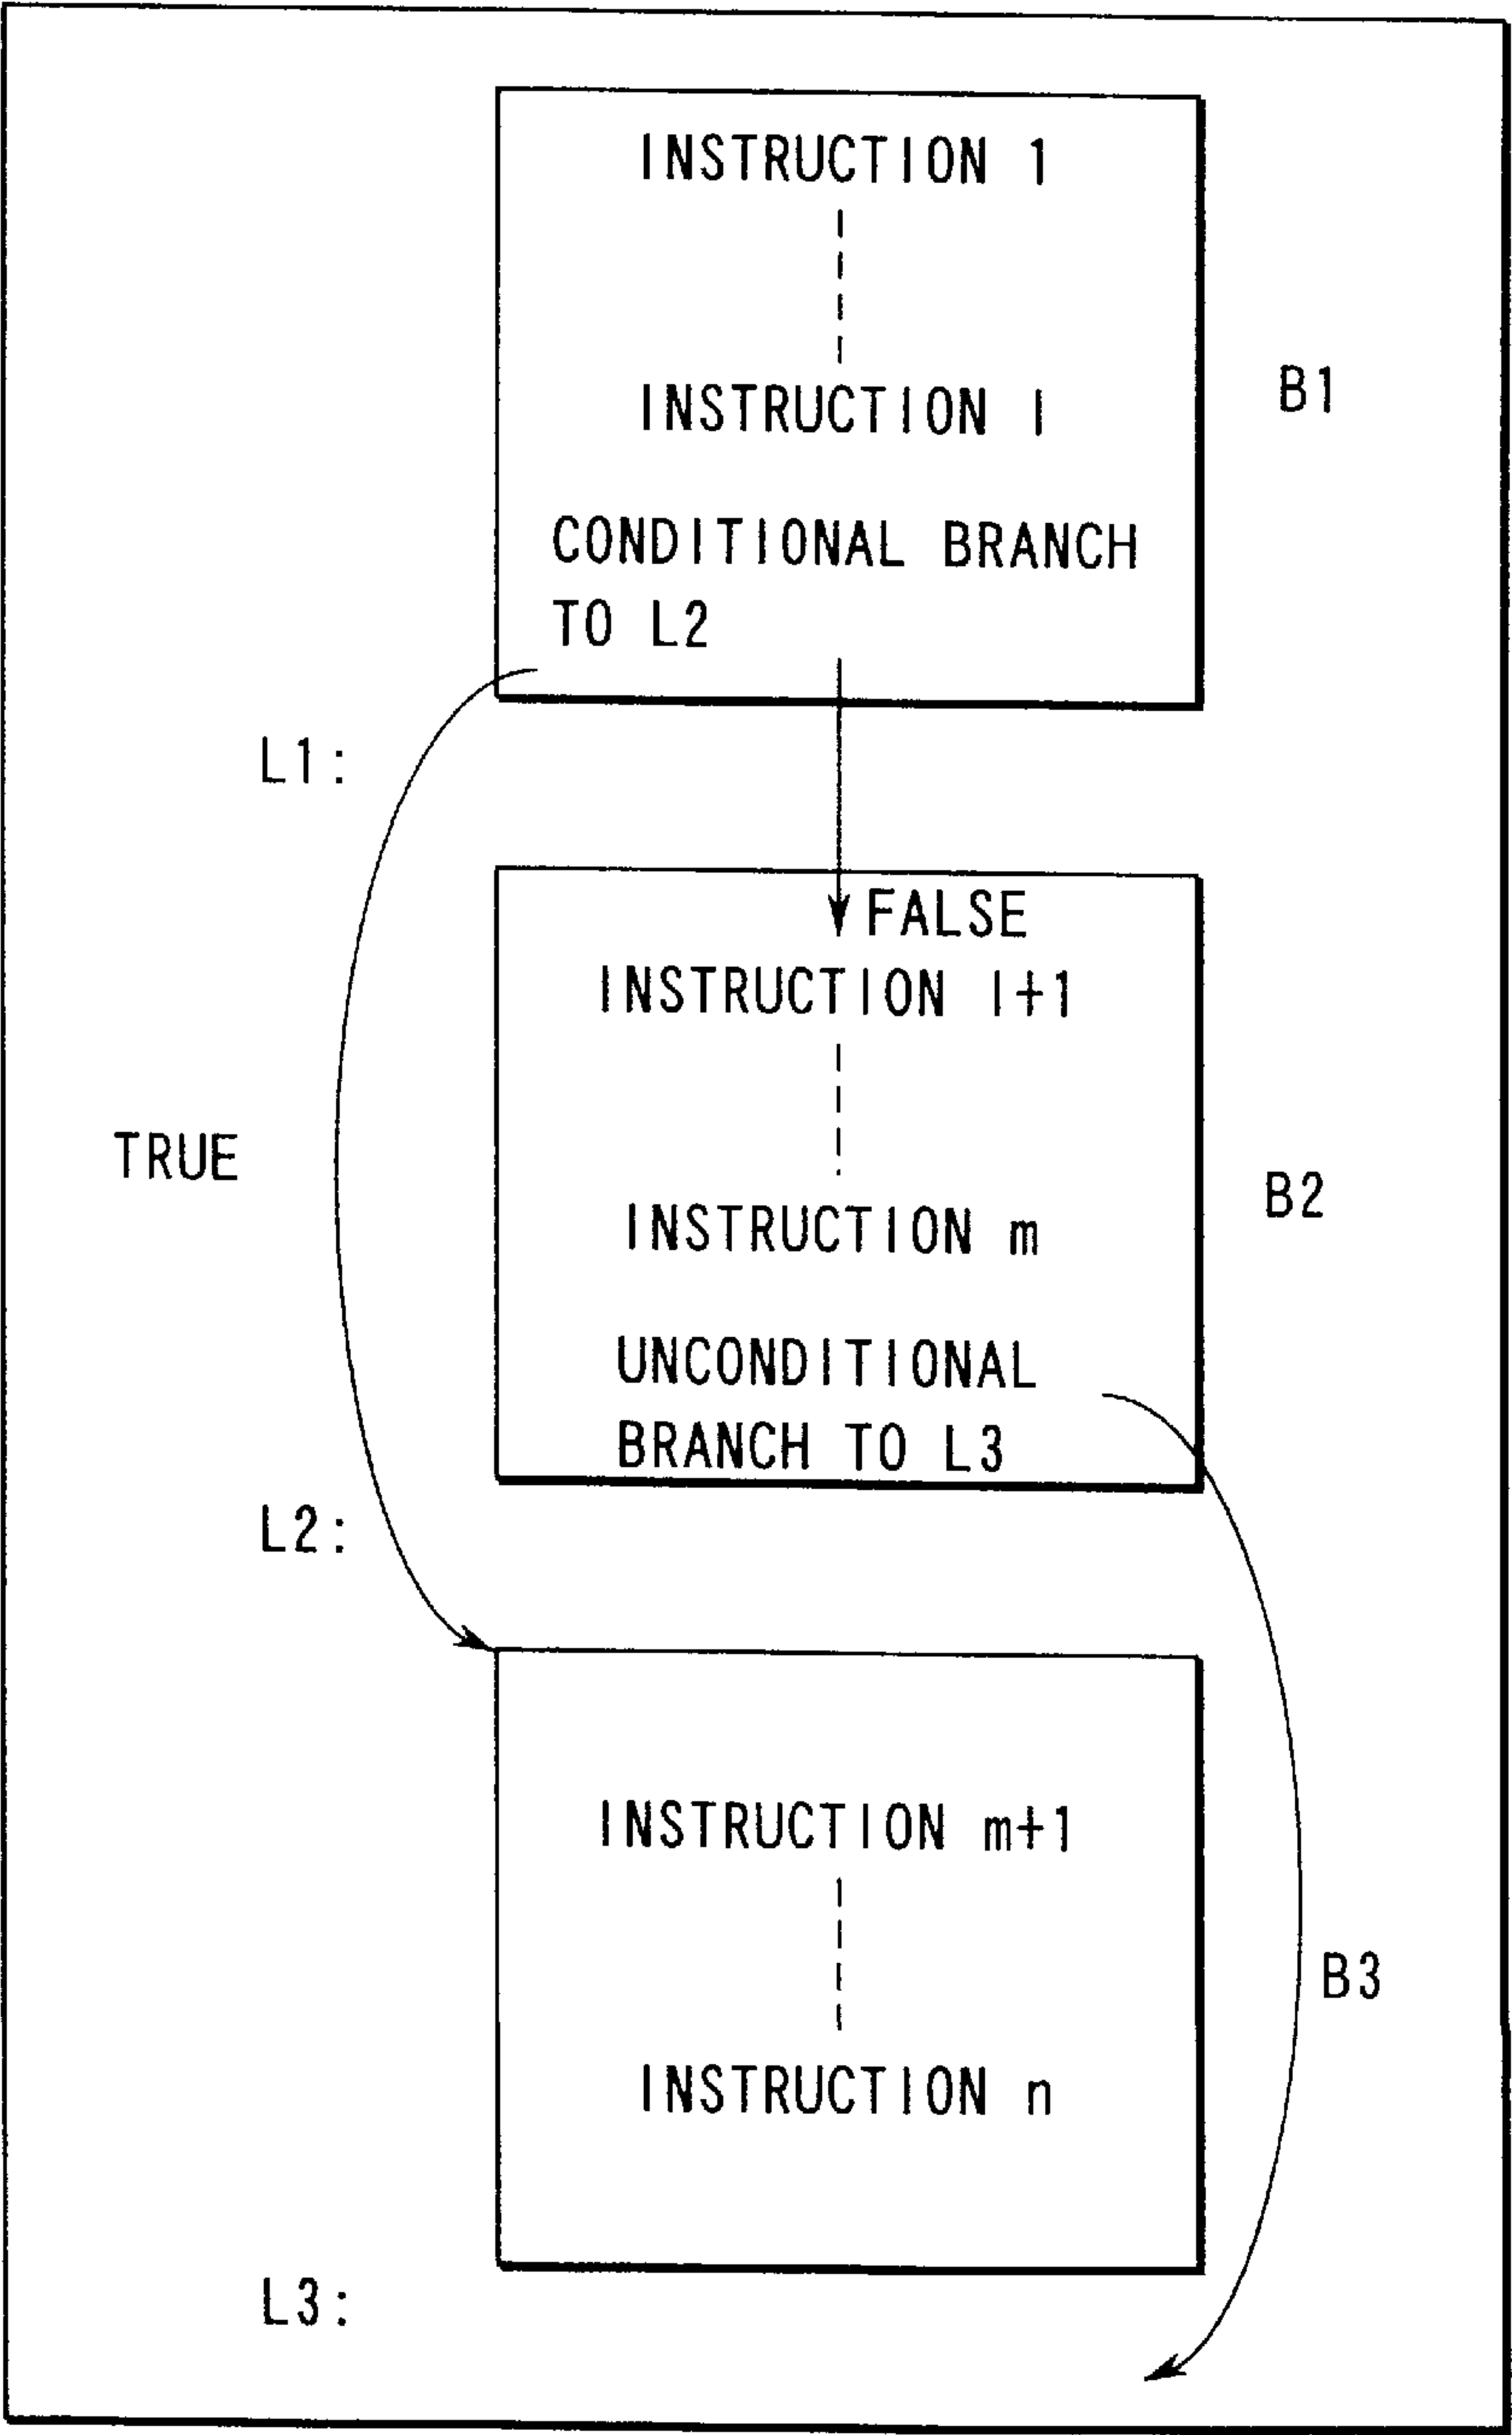 INSTRUCTION 1
INSTRUCTION l
B1
CONDITIONAL BRANCH
TO L2
L1:
FALSE
INSTRUCTION l+1
TRUE
B2
INSTRUCTION m
UNCONDITIONAL
BRANCH TO L3
L2:
INSTRUCTION m+1
B3
INSTRUCTION n
L3: